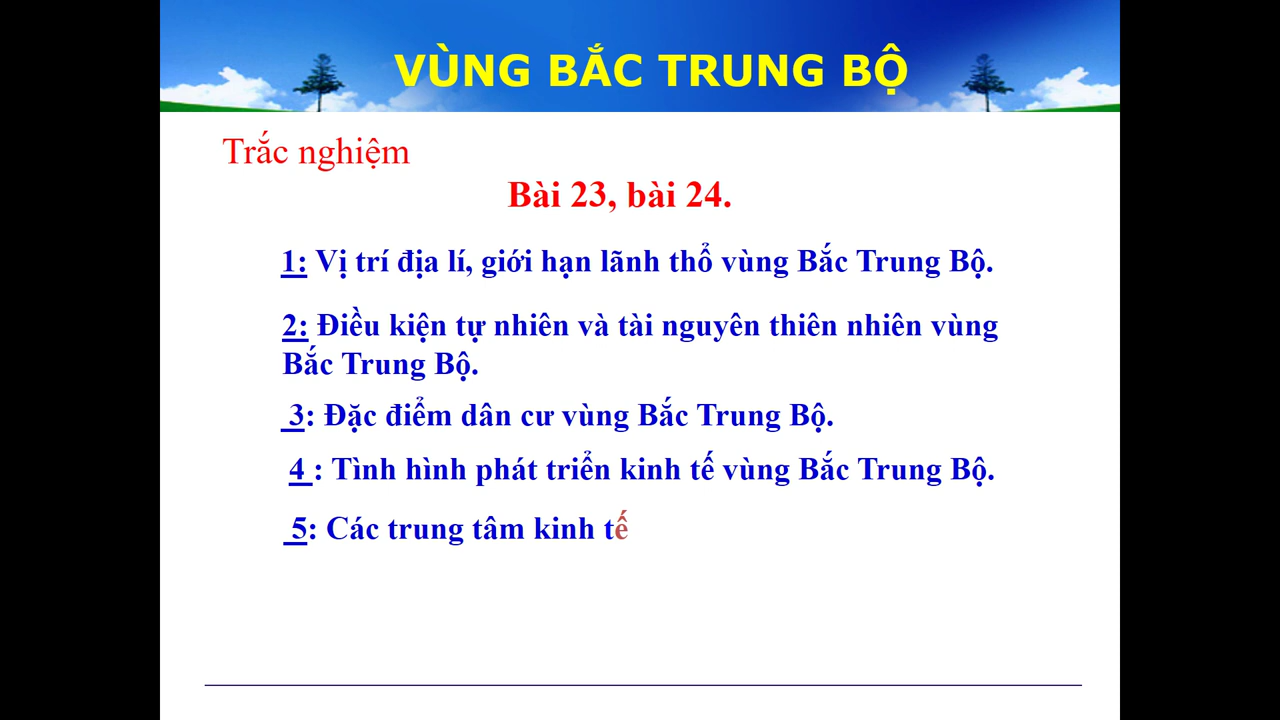 VÙNG BẮC TRUNG BỘ
Trắc nghiệm
Bài 23, bài 24.
1: Vị trí địa lí, giới hạn lãnh thổ vùng Bắc Trung Bộ.
2: Điều kiện tự nhiên và tài nguyên thiên nhiên vùng
Bắc Trung Bộ.
3: Đặc điểm dân cư vùng Bắc Trung Bộ.
4 : Tình hình phát triển kinh tế vùng Bắc Trung Bộ.
5: Các trung tâm kinh tế